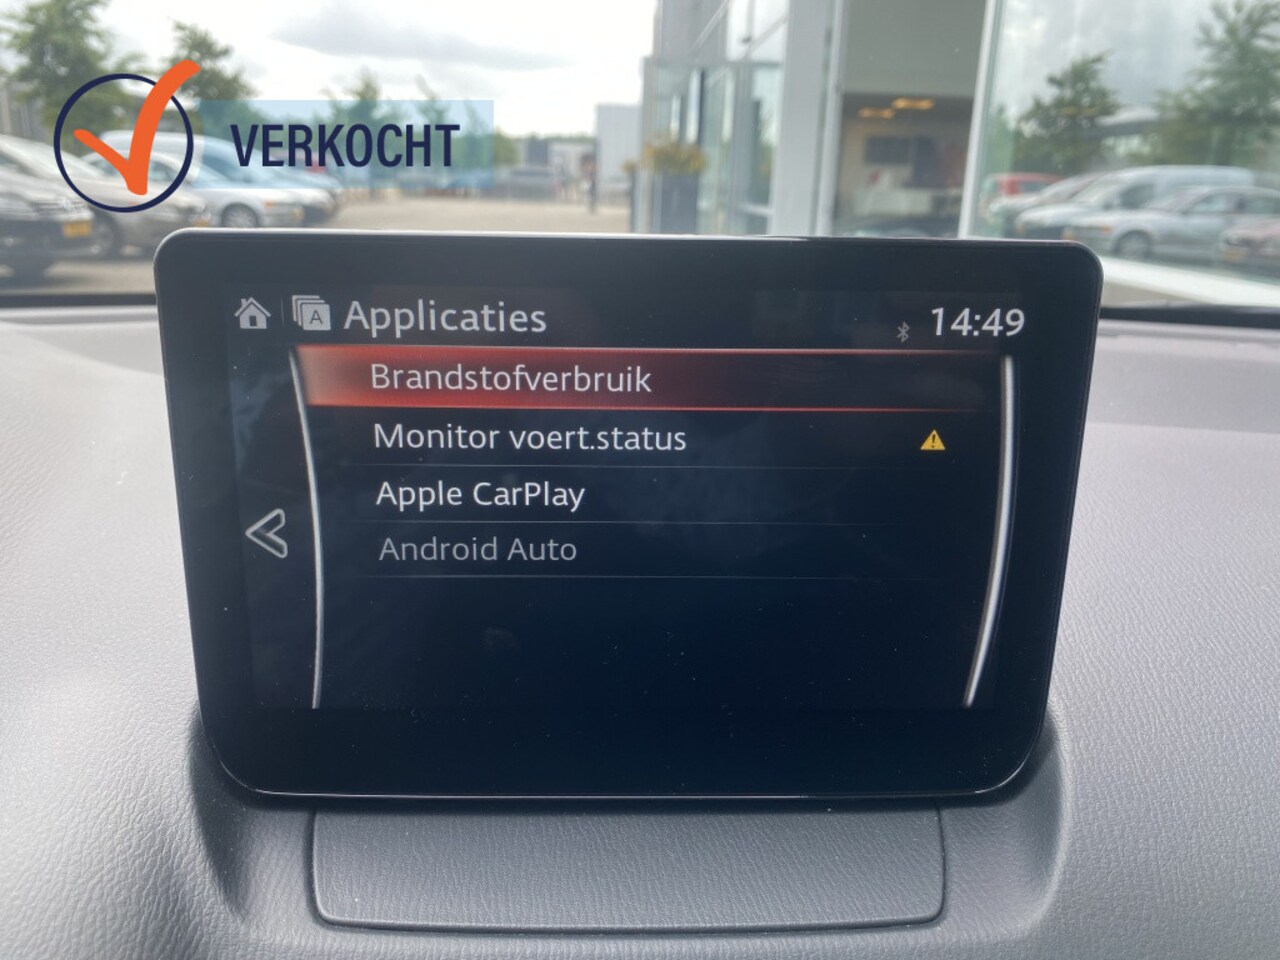 VERKOCHT
A Applicaties 14:49
Brandstofverbruik
Monitor voert.status
Apple CarPlay
Android Auto